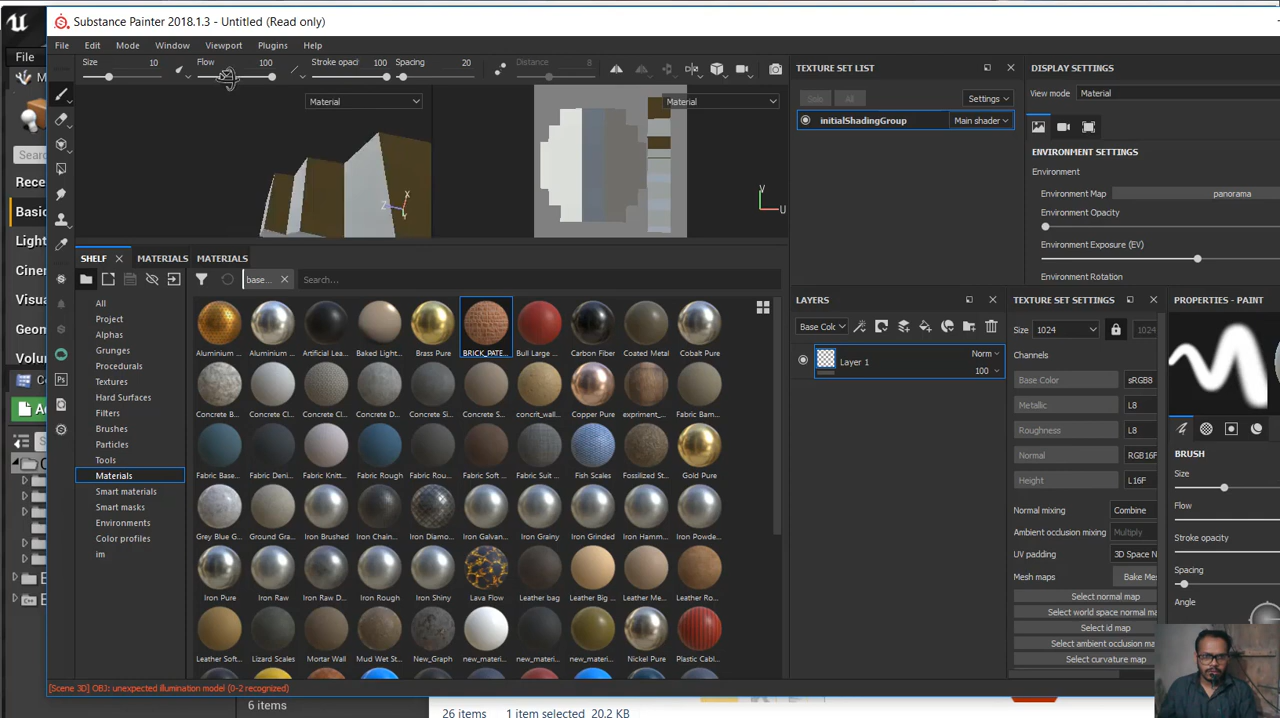 Substance Painter 2018.1.3 - Untitled (Read only)
File Edit Mode Window Viewport Plugins Help
File
Size 10 Flow 100 Stroke opaci 100 Spacing 20 Distance 8
Material
Material
TEXTURE SET LIST
Solo All Settings
initialShadingGroup Main shader
DISPLAY SETTINGS
View mode Material
ENVIRONMENT SETTINGS
Environment
Environment Map panorama
Environment Opacity
Environment Exposure (EV)
Environment Rotation
Sear
Rece
Basic
Light
Cine
Visua
Geom
Volu
SHELF MATERIALS MATERIALS
base... Search...
All
Project
Alphas
Grunges
Procedurals
Textures
Hard Surfaces
Filters
Brushes
Particles
Tools
Materials
Smart materials
Smart masks
Environments
Color profiles
im
Aluminium ... Aluminium ... Artificial Lea... Baked Light... Brass Pure BRICK_PATE... Bull Large ... Carbon Fiber Coated Metal Cobalt Pure
Concrete B... Concrete Cl... Concrete D... Concrete Si... Concrete S... concrit_wall... Copper Pure expriment_... Fabric Bam...
Fabric Base... Fabric Deni... Fabric Knitt... Fabric Rough Fabric Rou... Fabric Soft ... Fabric Suit ... Fish Scales Fossilized St... Gold Pure
Grey Blue G... Ground Gra... Iron Brushed Iron Chain... Iron Diamo... Iron Galvan... Iron Grinded Iron Hamm... Iron Powde...
Iron Pure Iron Raw Iron Raw D... Iron Rough Iron Shiny Lava Flow Leather bag Leather Big ... Leather Me... Leather Ro...
Leather Soft... Lizard Scales Mortar Wall Mud Wet St... New_Graph new_materi... new_materi... new_materi... Nickel Pure Plastic Cabl...
LAYERS
Base Colo
Layer 1 Norm
100
TEXTURE SET SETTINGS
Size 1024 1024
Channels
Base Color sRGB8
Metallic L8
Roughness L8
Normal RGB16F
Height L16F
Normal mixing Combine
Ambient occlusion mixing Multiply
UV padding 3D Space N
Mesh maps Bake Mes
Select normal map
Select world space normal ma
Select id map
Select ambient occlusion map
Select curvature map
PROPERTIES - PAINT
BRUSH
Size
Flow
Stroke opacity
Spacing
Angle
[Scene 3D] OBJ: unexpected illumination model (0-2 recognized)
6 items
26 items 1 item selected 20.2 KB